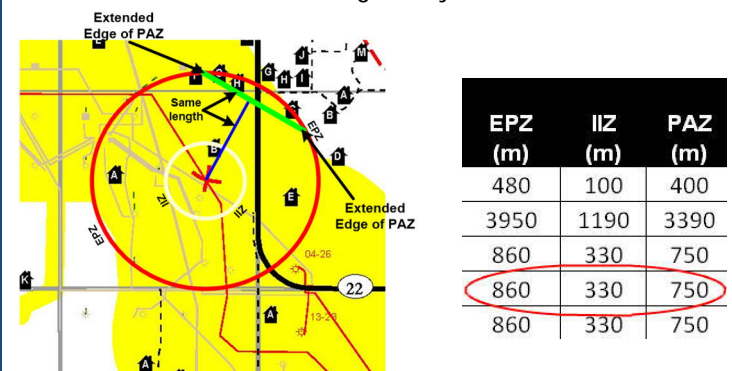 Extended
Edge of PAZ
E
J
M
F
G
G
H
H
I
Same
length
A
B
EPZ
B
D
A
E
IIZ
IIZ
Extended
Edge of PAZ
EPZ
04-26
K
22
A
13-23
A
EPZ
(m)
IIZ
(m)
PAZ
(m)
480
100
400
3950
1190
3390
860
330
750
860
330
750
860
330
750